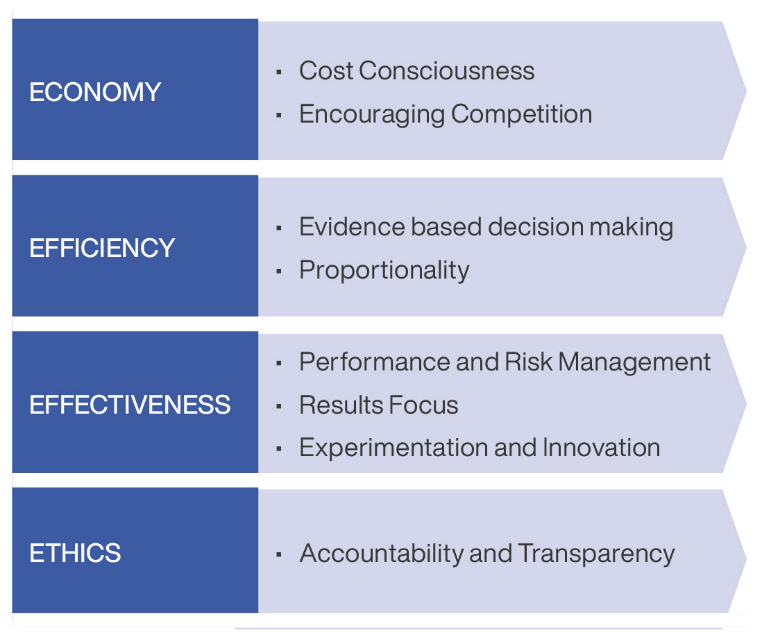 ECONOMY
▪ Cost Consciousness
▪ Encouraging Competition
EFFICIENCY
▪ Evidence based decision making
▪ Proportionality
EFFECTIVENESS
▪ Performance and Risk Management
▪ Results Focus
▪ Experimentation and Innovation
ETHICS
▪ Accountability and Transparency